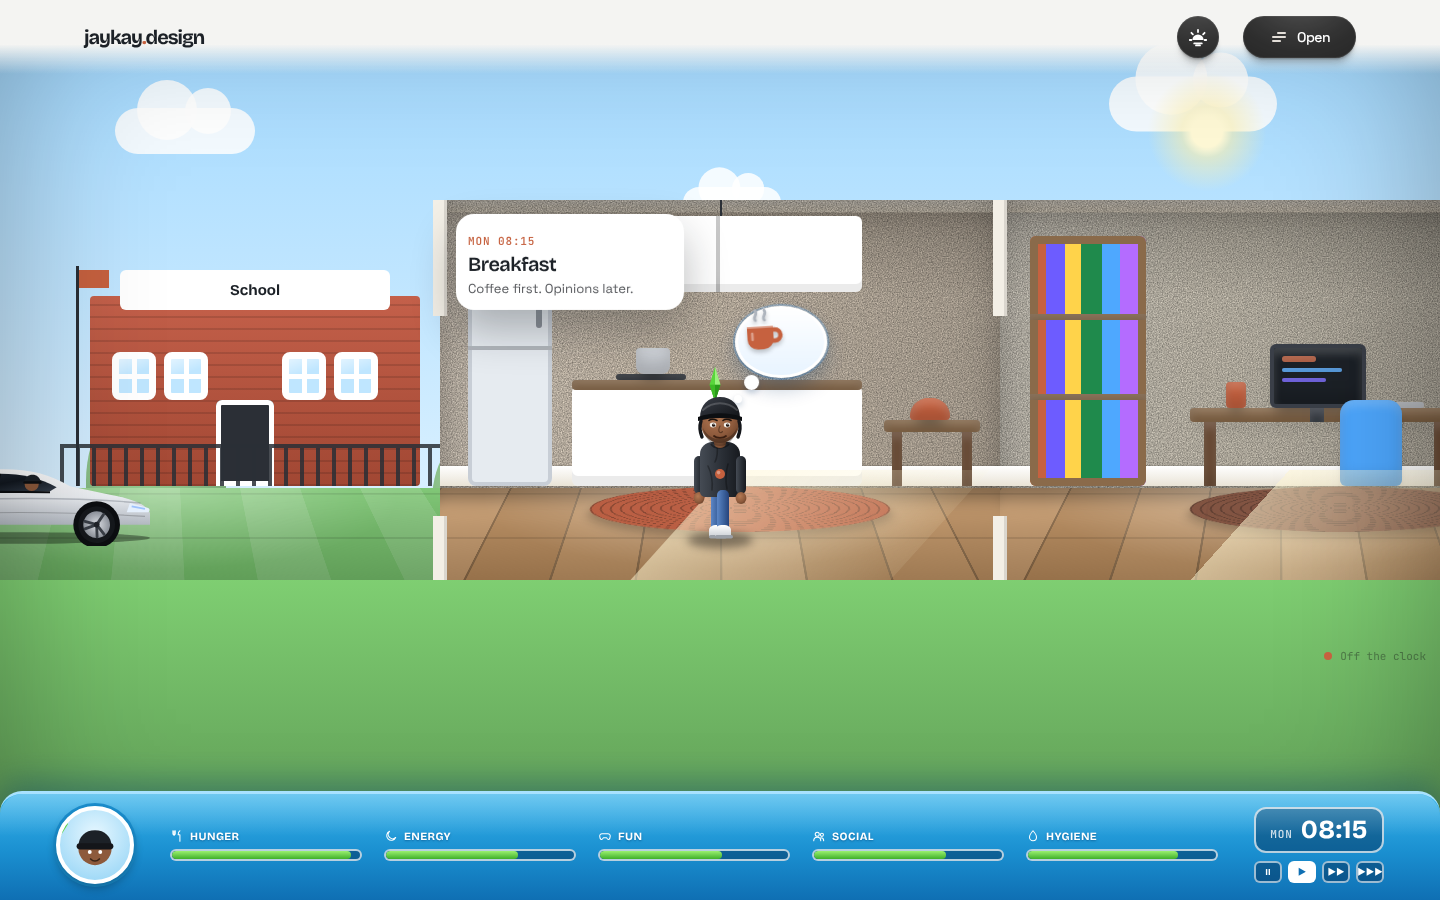 jaykay.design
Open
MON 08:15
Breakfast
Coffee first. Opinions later.
School
Off the clock
HUNGER
ENERGY
FUN
SOCIAL
HYGIENE
MON 08:15